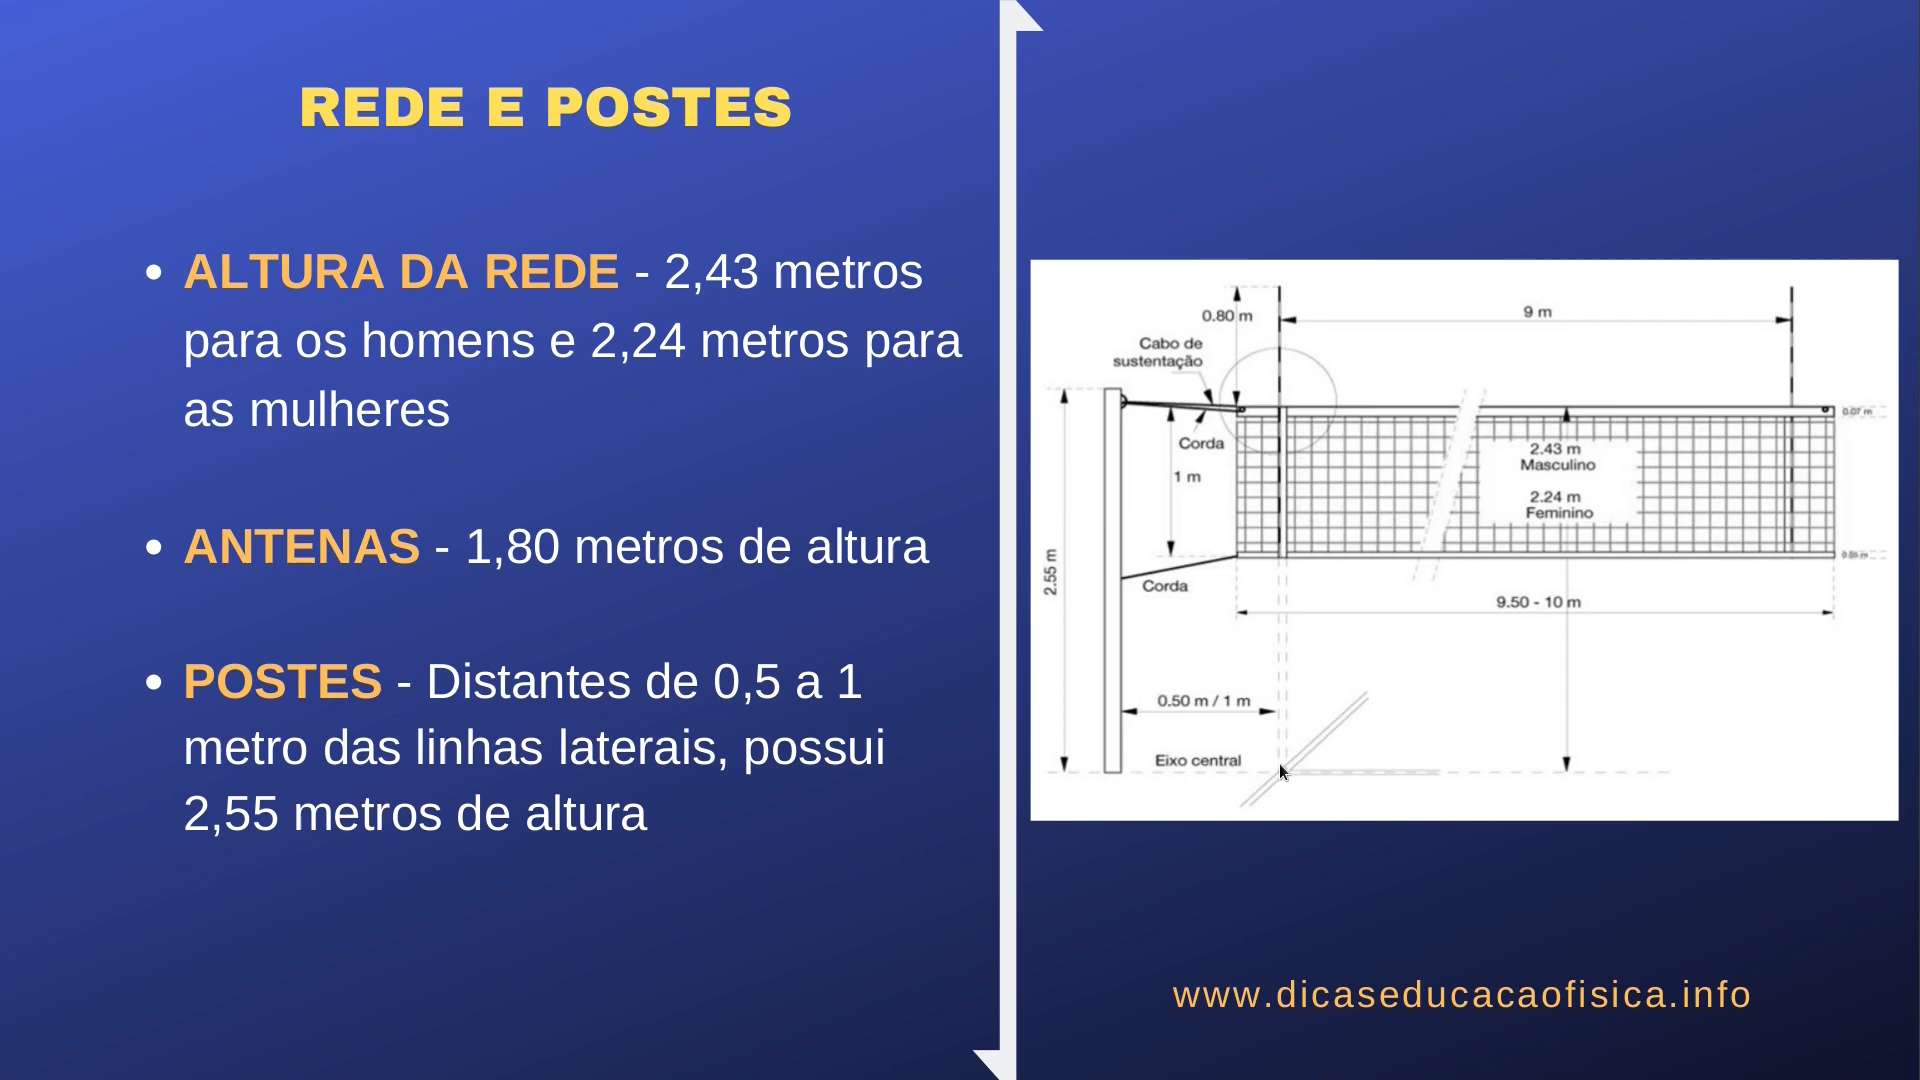 REDE E POSTES
• ALTURA DA REDE - 2,43 metros
para os homens e 2,24 metros para
as mulheres
• ANTENAS - 1,80 metros de altura
• POSTES - Distantes de 0,5 a 1
metro das linhas laterais, possui
2,55 metros de altura
0.80 m
9 m
Cabo de
sustentação
0.07 m
Corda
2.43 m
Masculino
1 m
2.24 m
Feminino
0.05 m
2.55 m
Corda
9.50 - 10 m
0.50 m / 1 m
Eixo central
www.dicaseducacaofisica.info